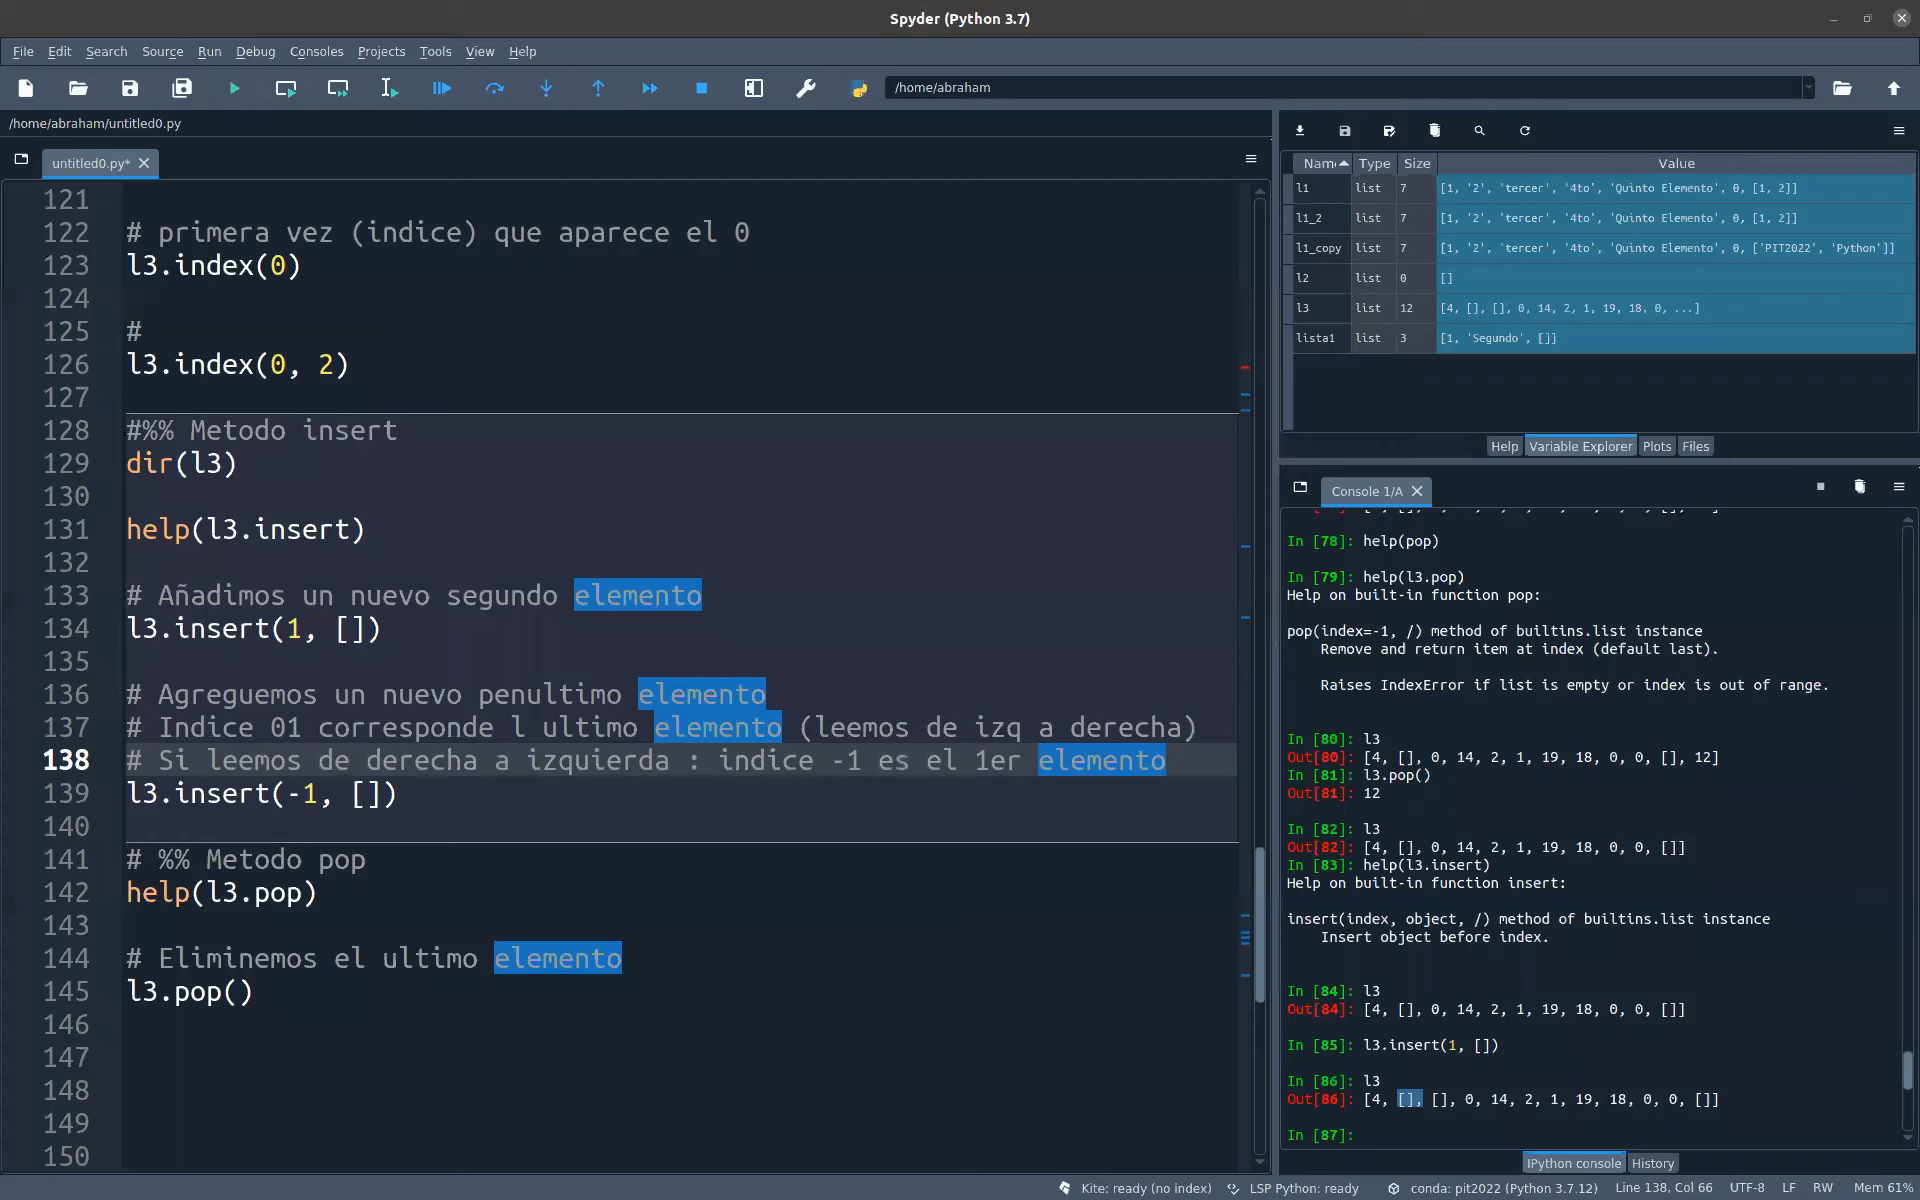 Spyder (Python 3.7)
File Edit Search Source Run Debug Consoles Projects Tools View Help
/home/abraham
/home/abraham/untitled0.py
untitled0.py*
121
122 # primera vez (indice) que aparece el 0
123 l3.index(0)
124
125 #
126 l3.index(0, 2)
127
128 #%% Metodo insert
129 dir(l3)
130
131 help(l3.insert)
132
133 # Añadimos un nuevo segundo elemento
134 l3.insert(1, [])
135
136 # Agreguemos un nuevo penultimo elemento
137 # Indice 01 corresponde l ultimo elemento (leemos de izq a derecha)
138 # Si leemos de derecha a izquierda : indice -1 es el 1er elemento
139 l3.insert(-1, [])
140
141 # %% Metodo pop
142 help(l3.pop)
143
144 # Eliminemos el ultimo elemento
145 l3.pop()
146
147
148
149
150
Name Type Size Value
l1 list 7 [1, '2', 'tercer', '4to', 'Quinto Elemento', 0, [1, 2]]
l1_2 list 7 [1, '2', 'tercer', '4to', 'Quinto Elemento', 0, [1, 2]]
l1_copy list 7 [1, '2', 'tercer', '4to', 'Quinto Elemento', 0, ['PIT2022', 'Python']]
l2 list 0 []
l3 list 12 [4, [], [], 0, 14, 2, 1, 19, 18, 0, ...]
lista1 list 3 [1, 'Segundo', []]
Help Variable Explorer Plots Files
Console 1/A
In [78]: help(pop)
In [79]: help(l3.pop)
Help on built-in function pop:
pop(index=-1, /) method of builtins.list instance
Remove and return item at index (default last).
Raises IndexError if list is empty or index is out of range.
In [80]: l3
Out[80]: [4, [], 0, 14, 2, 1, 19, 18, 0, 0, [], 12]
In [81]: l3.pop()
Out[81]: 12
In [82]: l3
Out[82]: [4, [], 0, 14, 2, 1, 19, 18, 0, 0, []]
In [83]: help(l3.insert)
Help on built-in function insert:
insert(index, object, /) method of builtins.list instance
Insert object before index.
In [84]: l3
Out[84]: [4, [], 0, 14, 2, 1, 19, 18, 0, 0, []]
In [85]: l3.insert(1, [])
In [86]: l3
Out[86]: [4, [], [], 0, 14, 2, 1, 19, 18, 0, 0, []]
In [87]:
IPython console History
Kite: ready (no index) LSP Python: ready conda: pit2022 (Python 3.7.12) Line 138, Col 66 UTF-8 LF RW Mem 61%